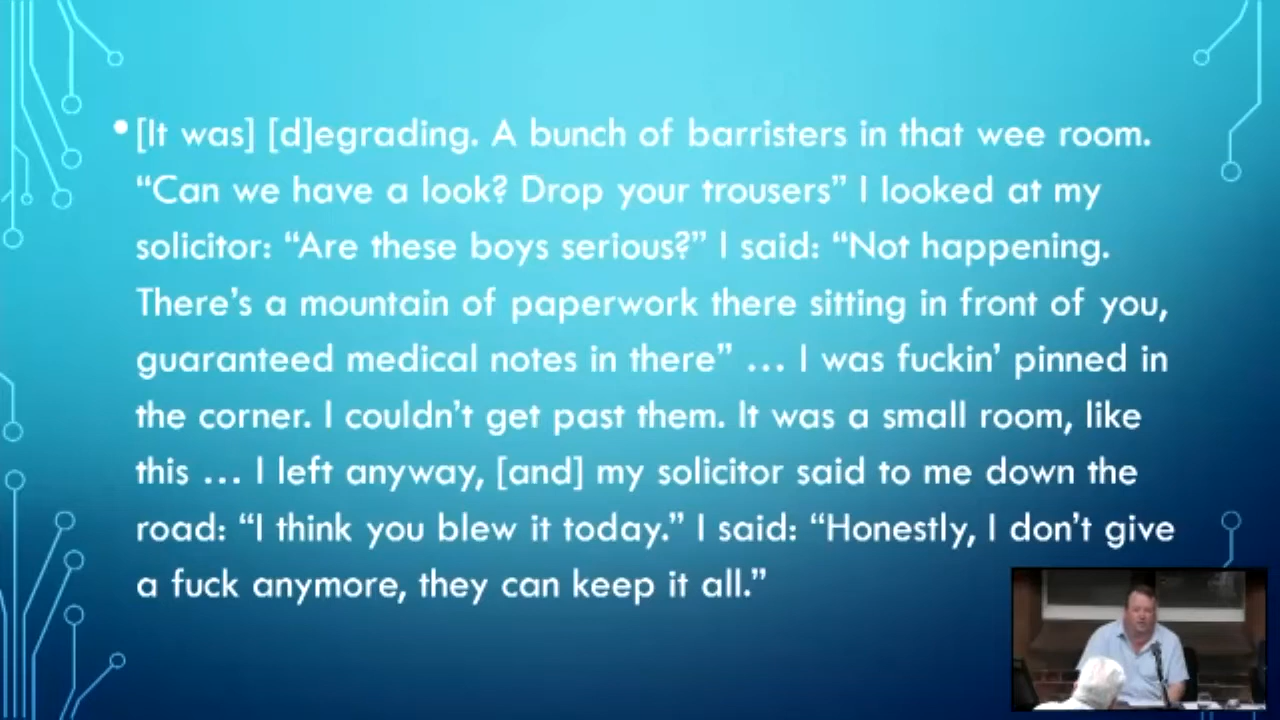 • [It was] [d]egrading. A bunch of barristers in that wee room.
“Can we have a look? Drop your trousers” I looked at my
solicitor: “Are these boys serious?” I said: “Not happening.
There’s a mountain of paperwork there sitting in front of you,
guaranteed medical notes in there” … I was fuckin’ pinned in
the corner. I couldn’t get past them. It was a small room, like
this … I left anyway, [and] my solicitor said to me down the
road: “I think you blew it today.” I said: “Honestly, I don’t give
a fuck anymore, they can keep it all.”